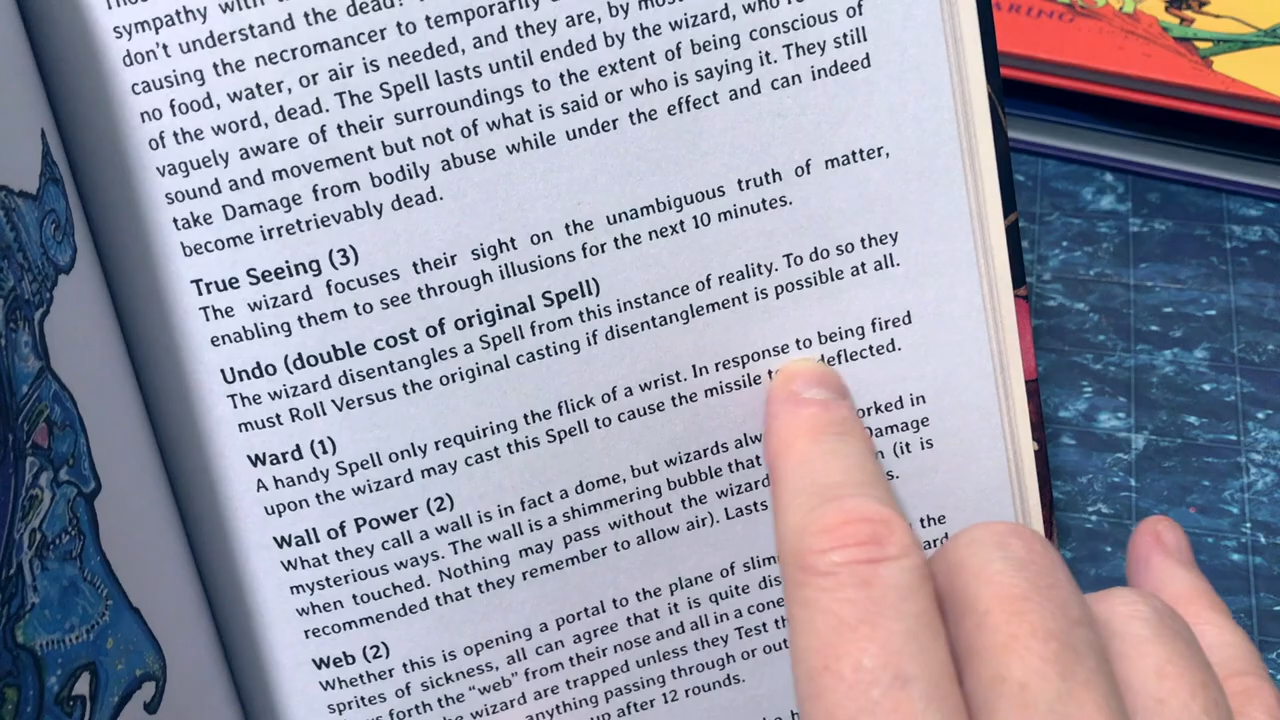 sympathy with the dead?
don't understand the dead?
causing the necromancer to temporarily
no food, water, or air is needed, and they are, by most
of the word, dead. The Spell lasts until ended by the wizard, who
vaguely aware of their surroundings to the extent of being conscious of
sound and movement but not of what is said or who is saying it. They still
take Damage from bodily abuse while under the effect and can indeed
become irretrievably dead.
True Seeing (3)
The wizard focuses their sight on the unambiguous truth of matter,
enabling them to see through illusions for the next 10 minutes.
Undo (double cost of original Spell)
The wizard disentangles a Spell from this instance of reality. To do so they
must Roll Versus the original casting if disentanglement is possible at all.
Ward (1)
A handy Spell only requiring the flick of a wrist. In response to being fired
upon the wizard may cast this Spell to cause the missile deflected.
Wall of Power (2)
What they call a wall is in fact a dome, but wizards worked in
mysterious ways. The wall is a shimmering bubble that Damage
when touched. Nothing may pass without the wizard (it is
recommended that they remember to allow air). Lasts
Web (2)
Whether this is opening a portal to the plane of the
sprites of sickness, all can agree that it is quite
forth the "web" from their nose and all in a cone
wizard are trapped unless they Test
anything passing through or out
up after 12 rounds.
ARING